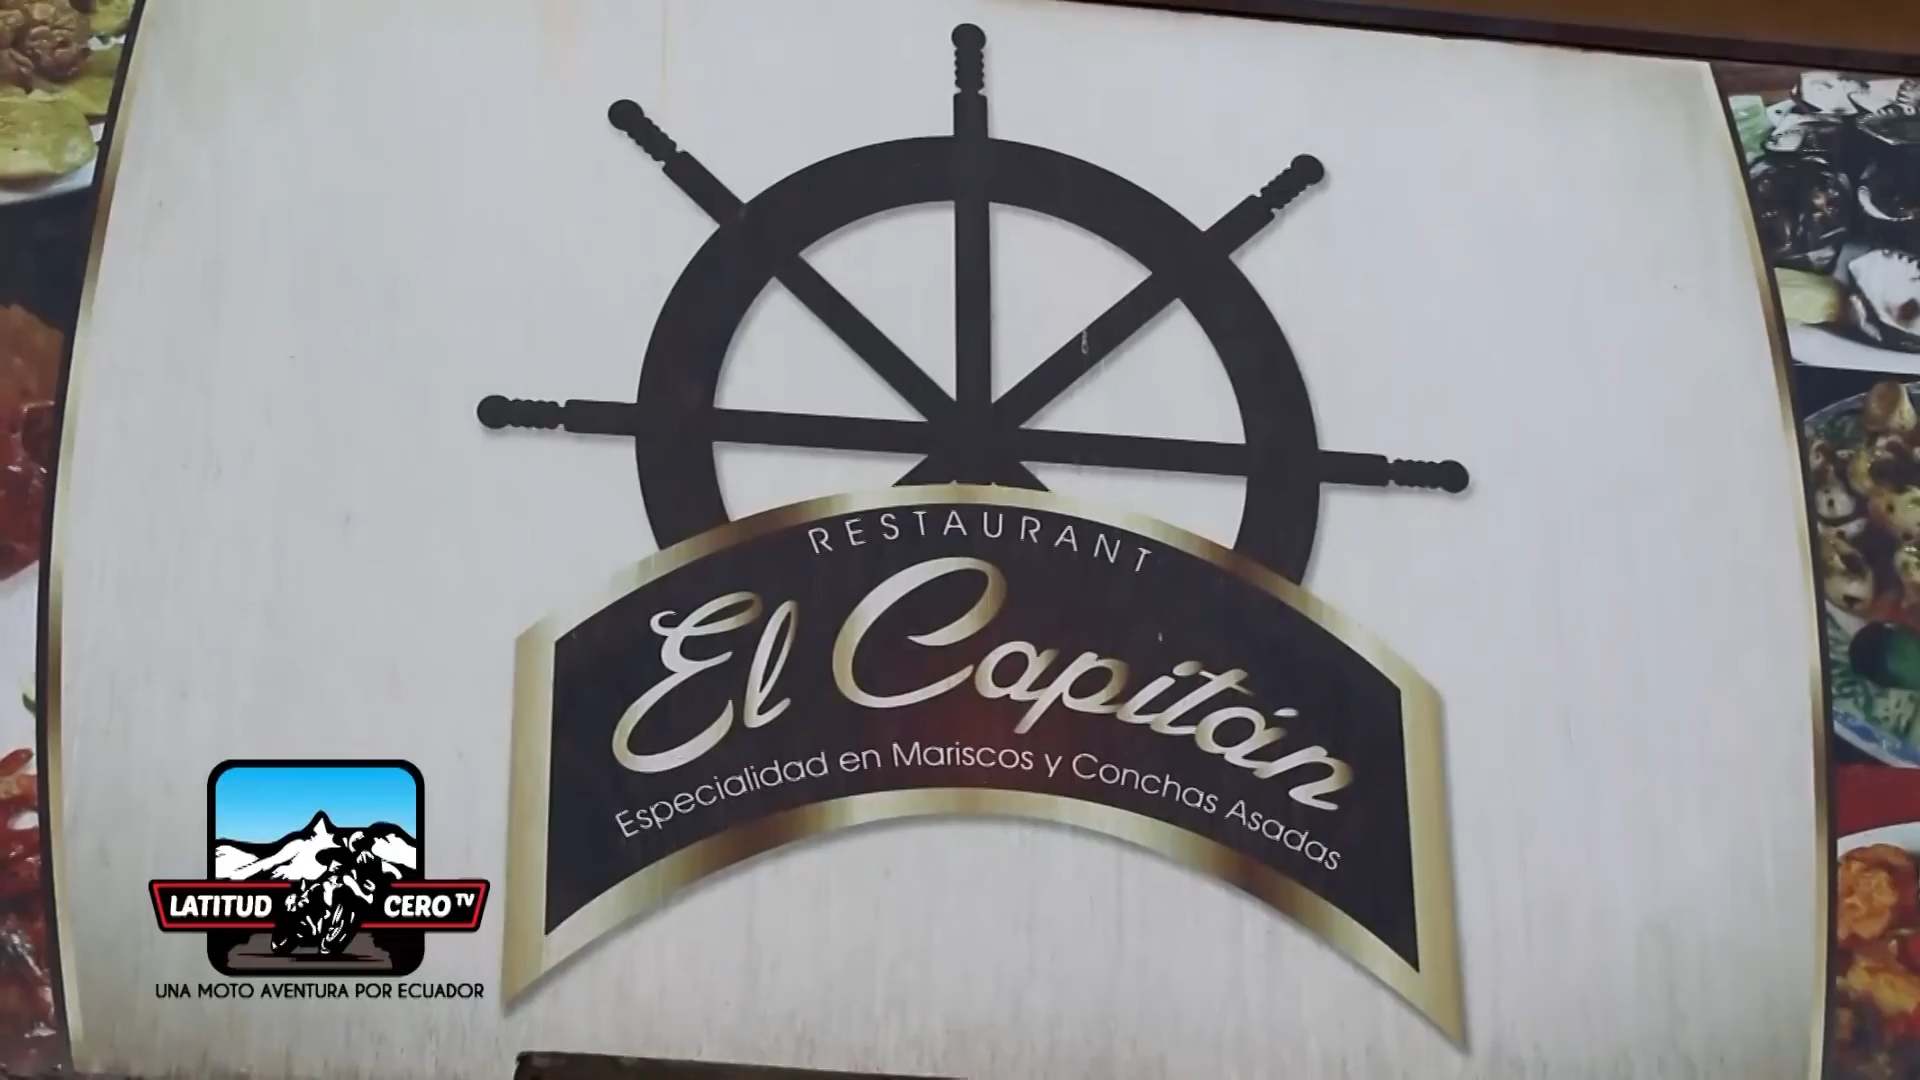 RESTAURANT
El Capitán
Especialidad en Mariscos y Conchas Asadas
LATITUD CERO TV
UNA MOTO AVENTURA POR ECUADOR